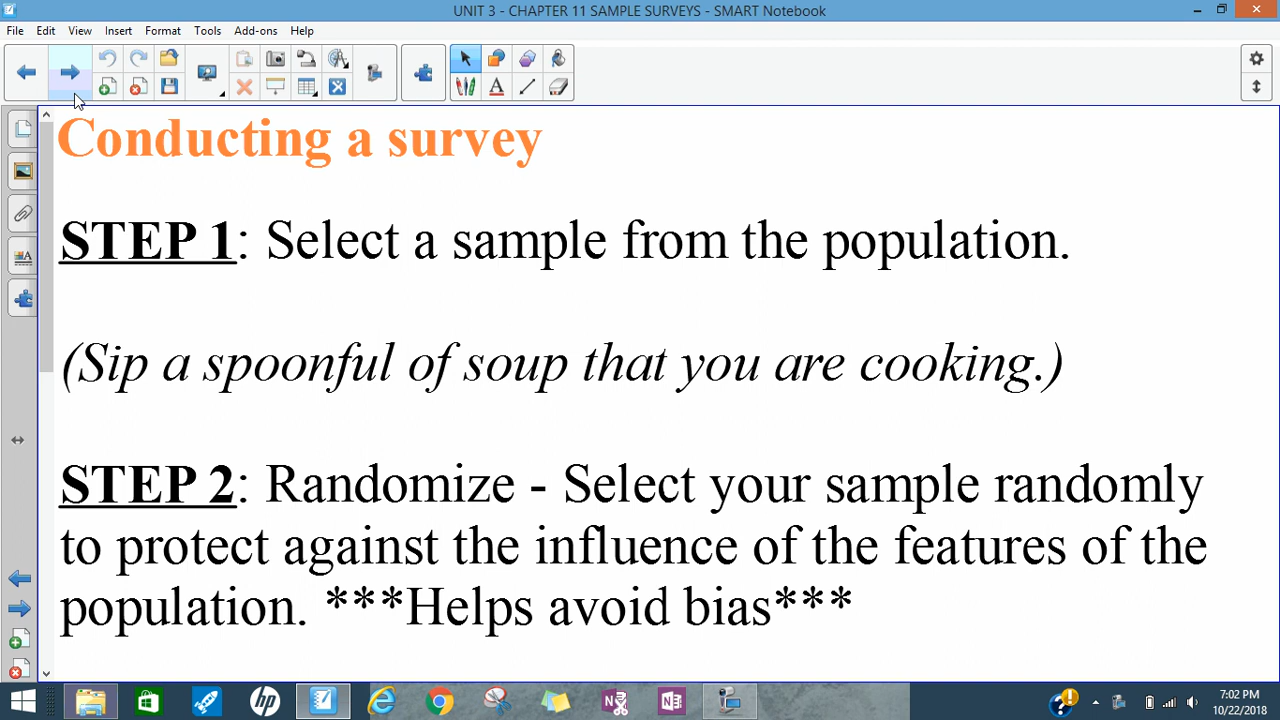 UNIT 3 - CHAPTER 11 SAMPLE SURVEYS - SMART Notebook
File Edit View Insert Format Tools Add-ons Help
Conducting a survey
STEP 1: Select a sample from the population.
(Sip a spoonful of soup that you are cooking.)
STEP 2: Randomize - Select your sample randomly
to protect against the influence of the features of the
population. ***Helps avoid bias***
7:02 PM
10/22/2018